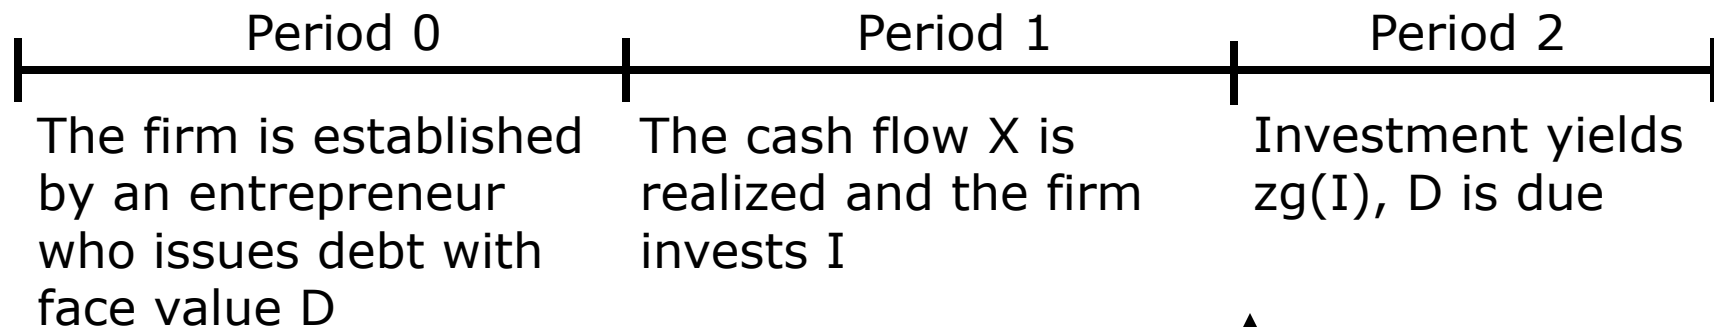 Period 0
Period 1
Period 2
The firm is established
by an entrepreneur
who issues debt with
face value D
The cash flow X is
realized and the firm
invests I
Investment yields
zg(I), D is due